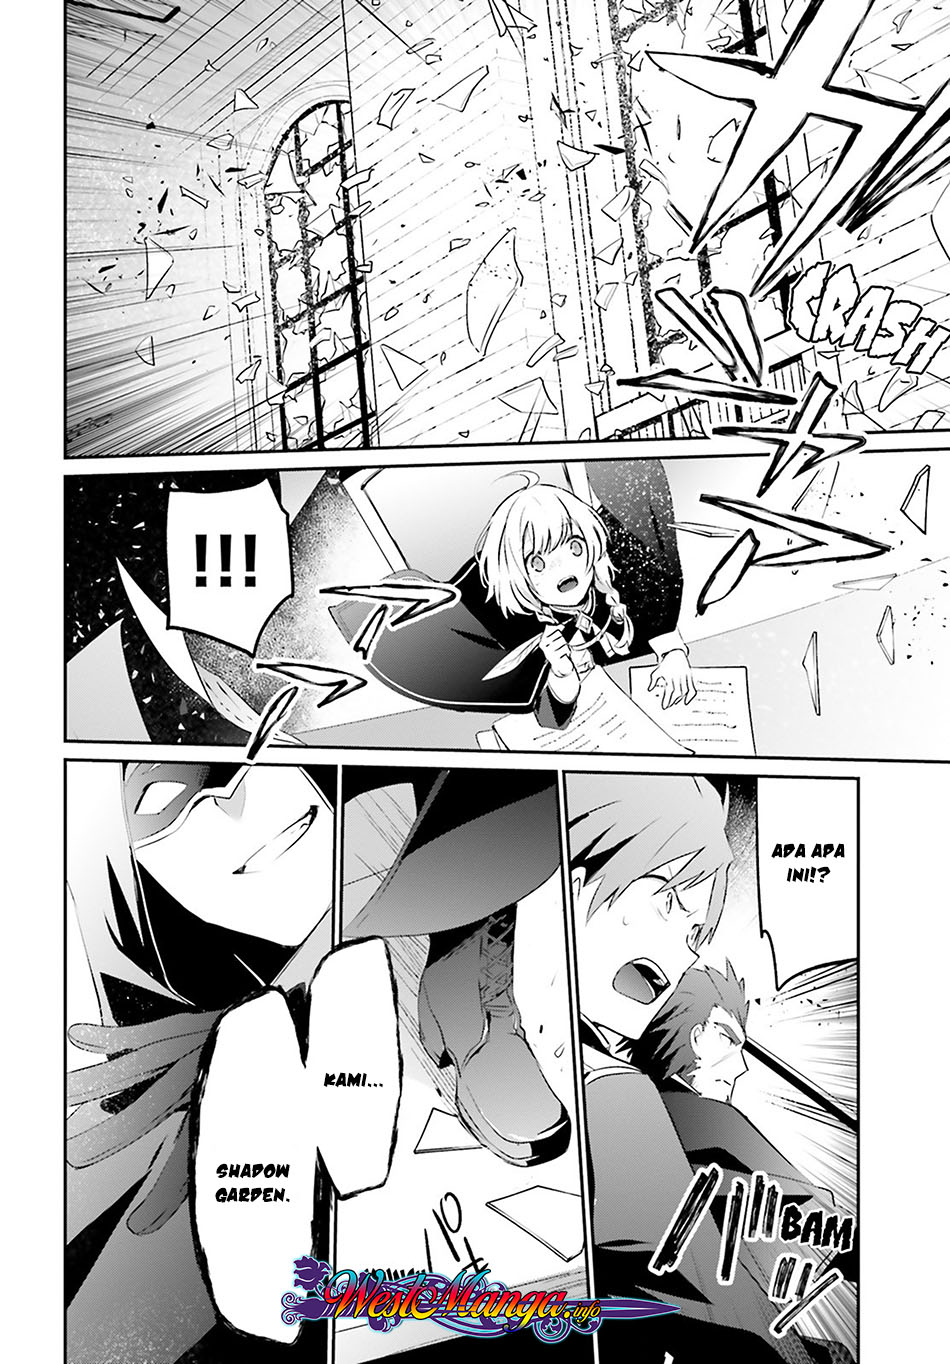 CRASH
!!!
APA APA
INI!?
BAM
KAMI...
SHADOW
GARDEN.
WestManga.info